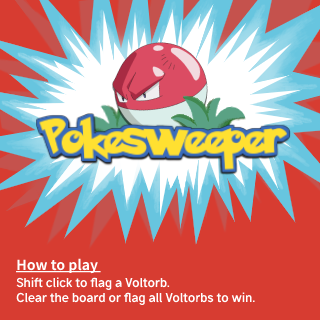 Pokesweeper
How to play
Shift click to flag a Voltorb.
Clear the board or flag all Voltorbs to win.